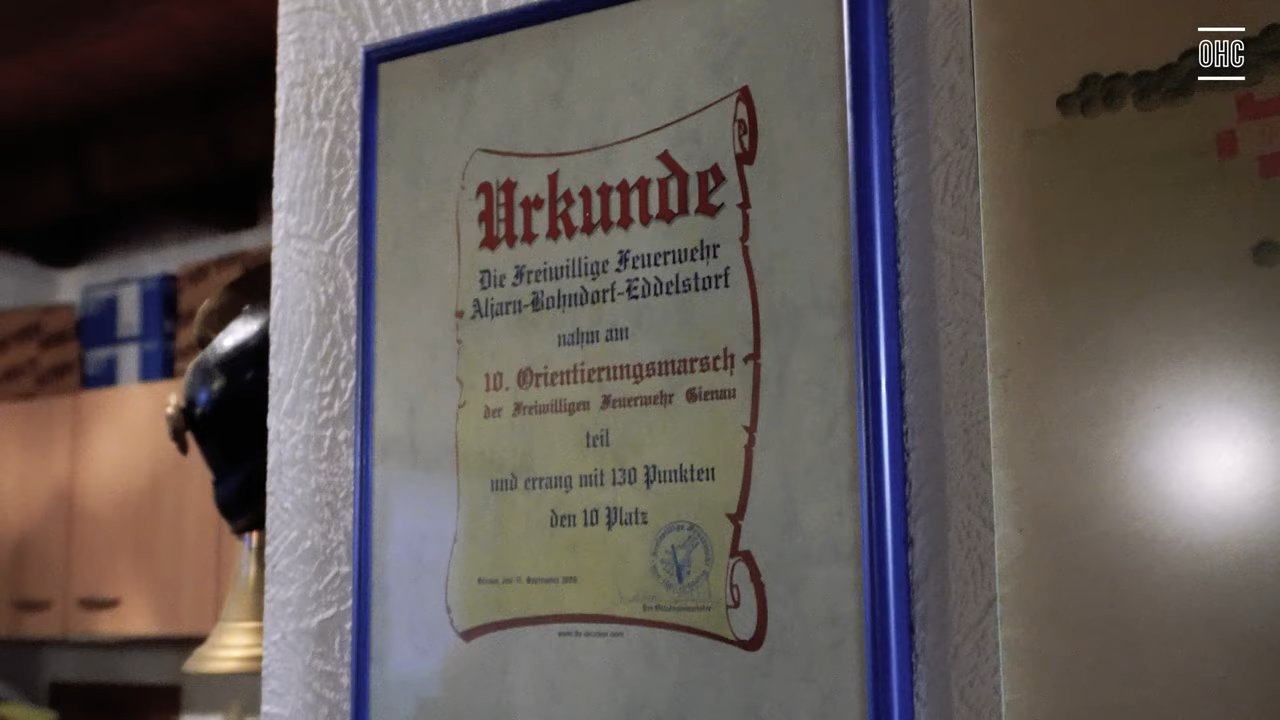 OHC
Urkunde
Die Freiwillige Feuerwehr
Aljarn-Bohndorf-Eddelstorf
nahm am
10. Orientierungsmarsch
der Freiwilligen Feuerwehr Gienau
teil
und errang mit 130 Punkten
den 10 Platz
September